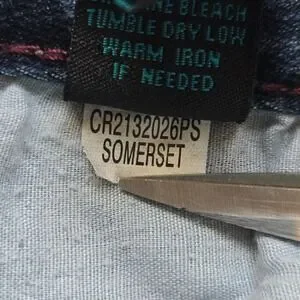 BLEACH
TUMBLE DRY LOW
WARM IRON
IF NEEDED
CR2132026PS
SOMERSET